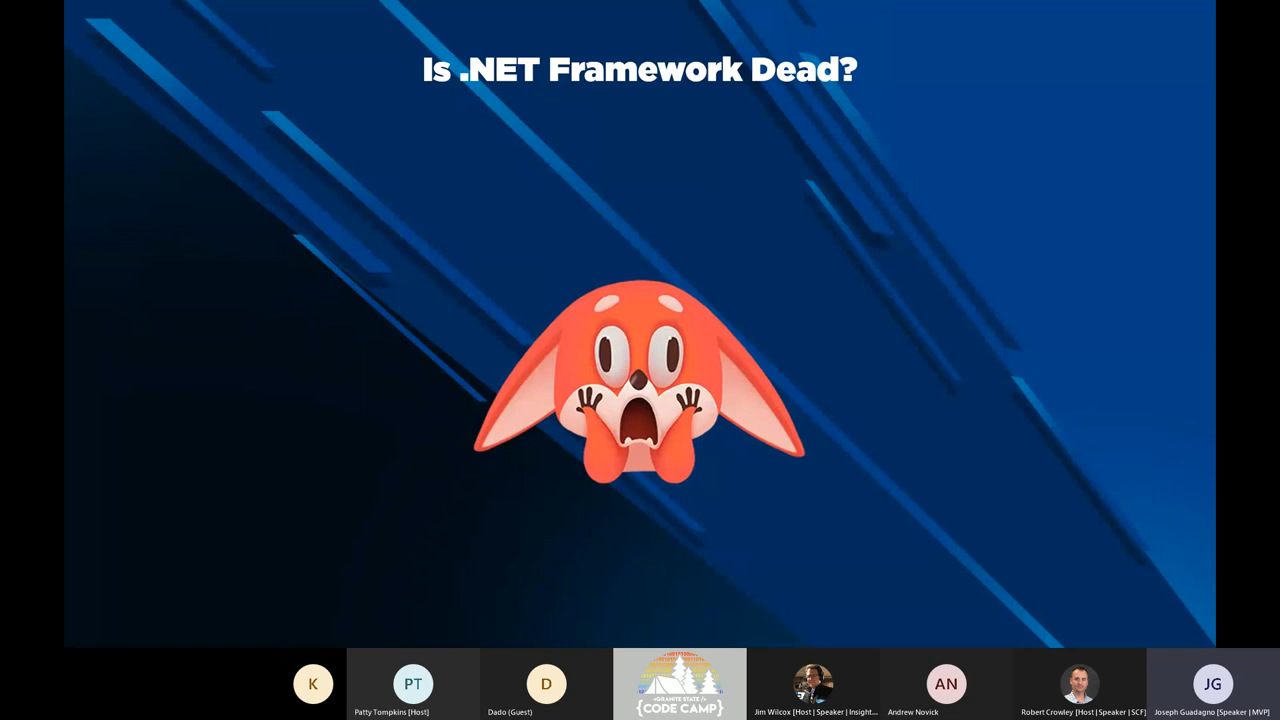 Is .NET Framework Dead?
K
PT
D
GRANITE STATE />
{CODE CAMP}
AN
JG
Patty Tompkins [Host]
Dado (Guest)
Jim Wilcox [Host | Speaker | Insight...
Andrew Novick
Robert Crowley [Host | Speaker | SCF]
Joseph Guadagno [Speaker | MVP]